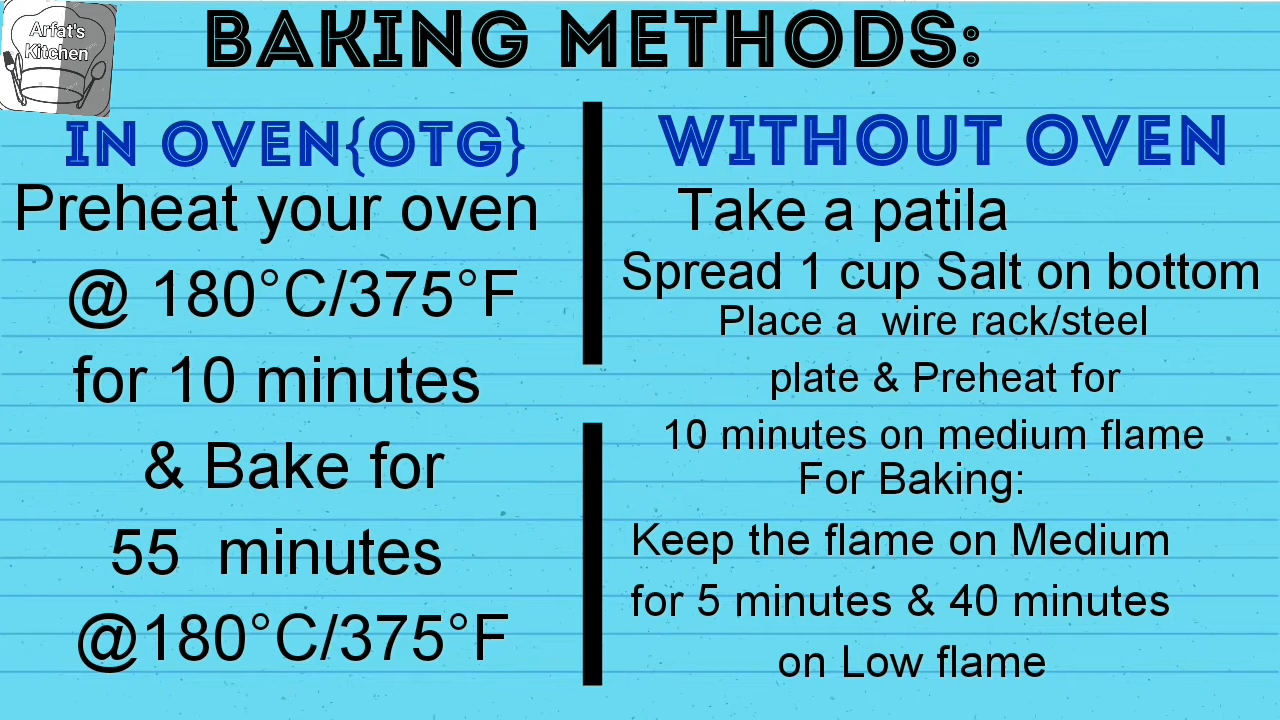 Arfat's
Kitchen
BAKING METHODS:
IN OVEN{OTG}
Preheat your oven
@ 180°C/375°F
for 10 minutes
& Bake for
55 minutes
@180°C/375°F
WITHOUT OVEN
Take a patila
Spread 1 cup Salt on bottom
Place a wire rack/steel
plate & Preheat for
10 minutes on medium flame
For Baking:
Keep the flame on Medium
for 5 minutes & 40 minutes
on Low flame